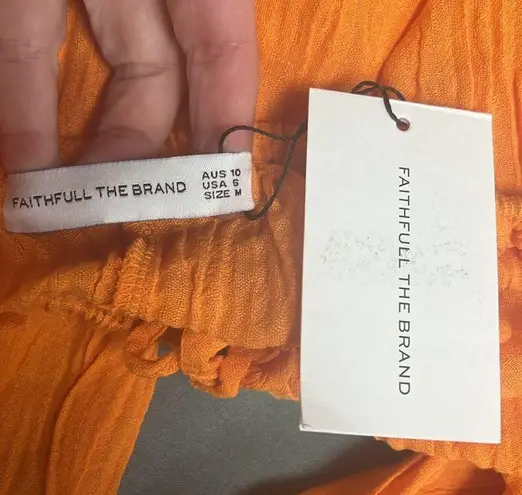 FAITHFULL THE BRAND
AUS 10
USA 6
SIZE M
FAITHFULL THE BRAND